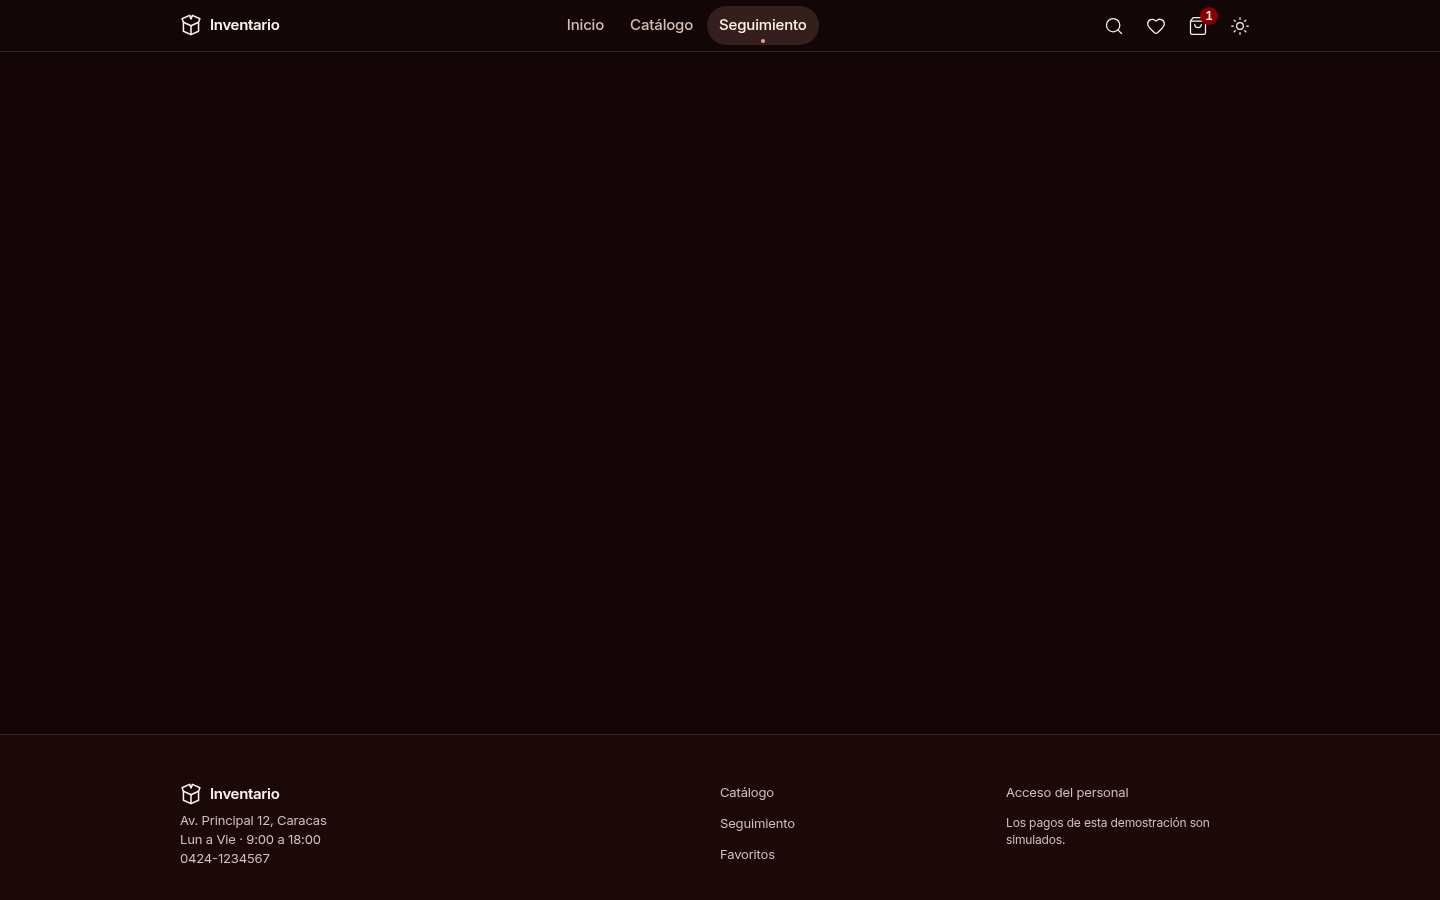 Inventario
Inicio
Catálogo
Seguimiento
1
Inventario
Av. Principal 12, Caracas
Lun a Vie · 9:00 a 18:00
0424-1234567
Catálogo
Seguimiento
Favoritos
Acceso del personal
Los pagos de esta demostración son
simulados.